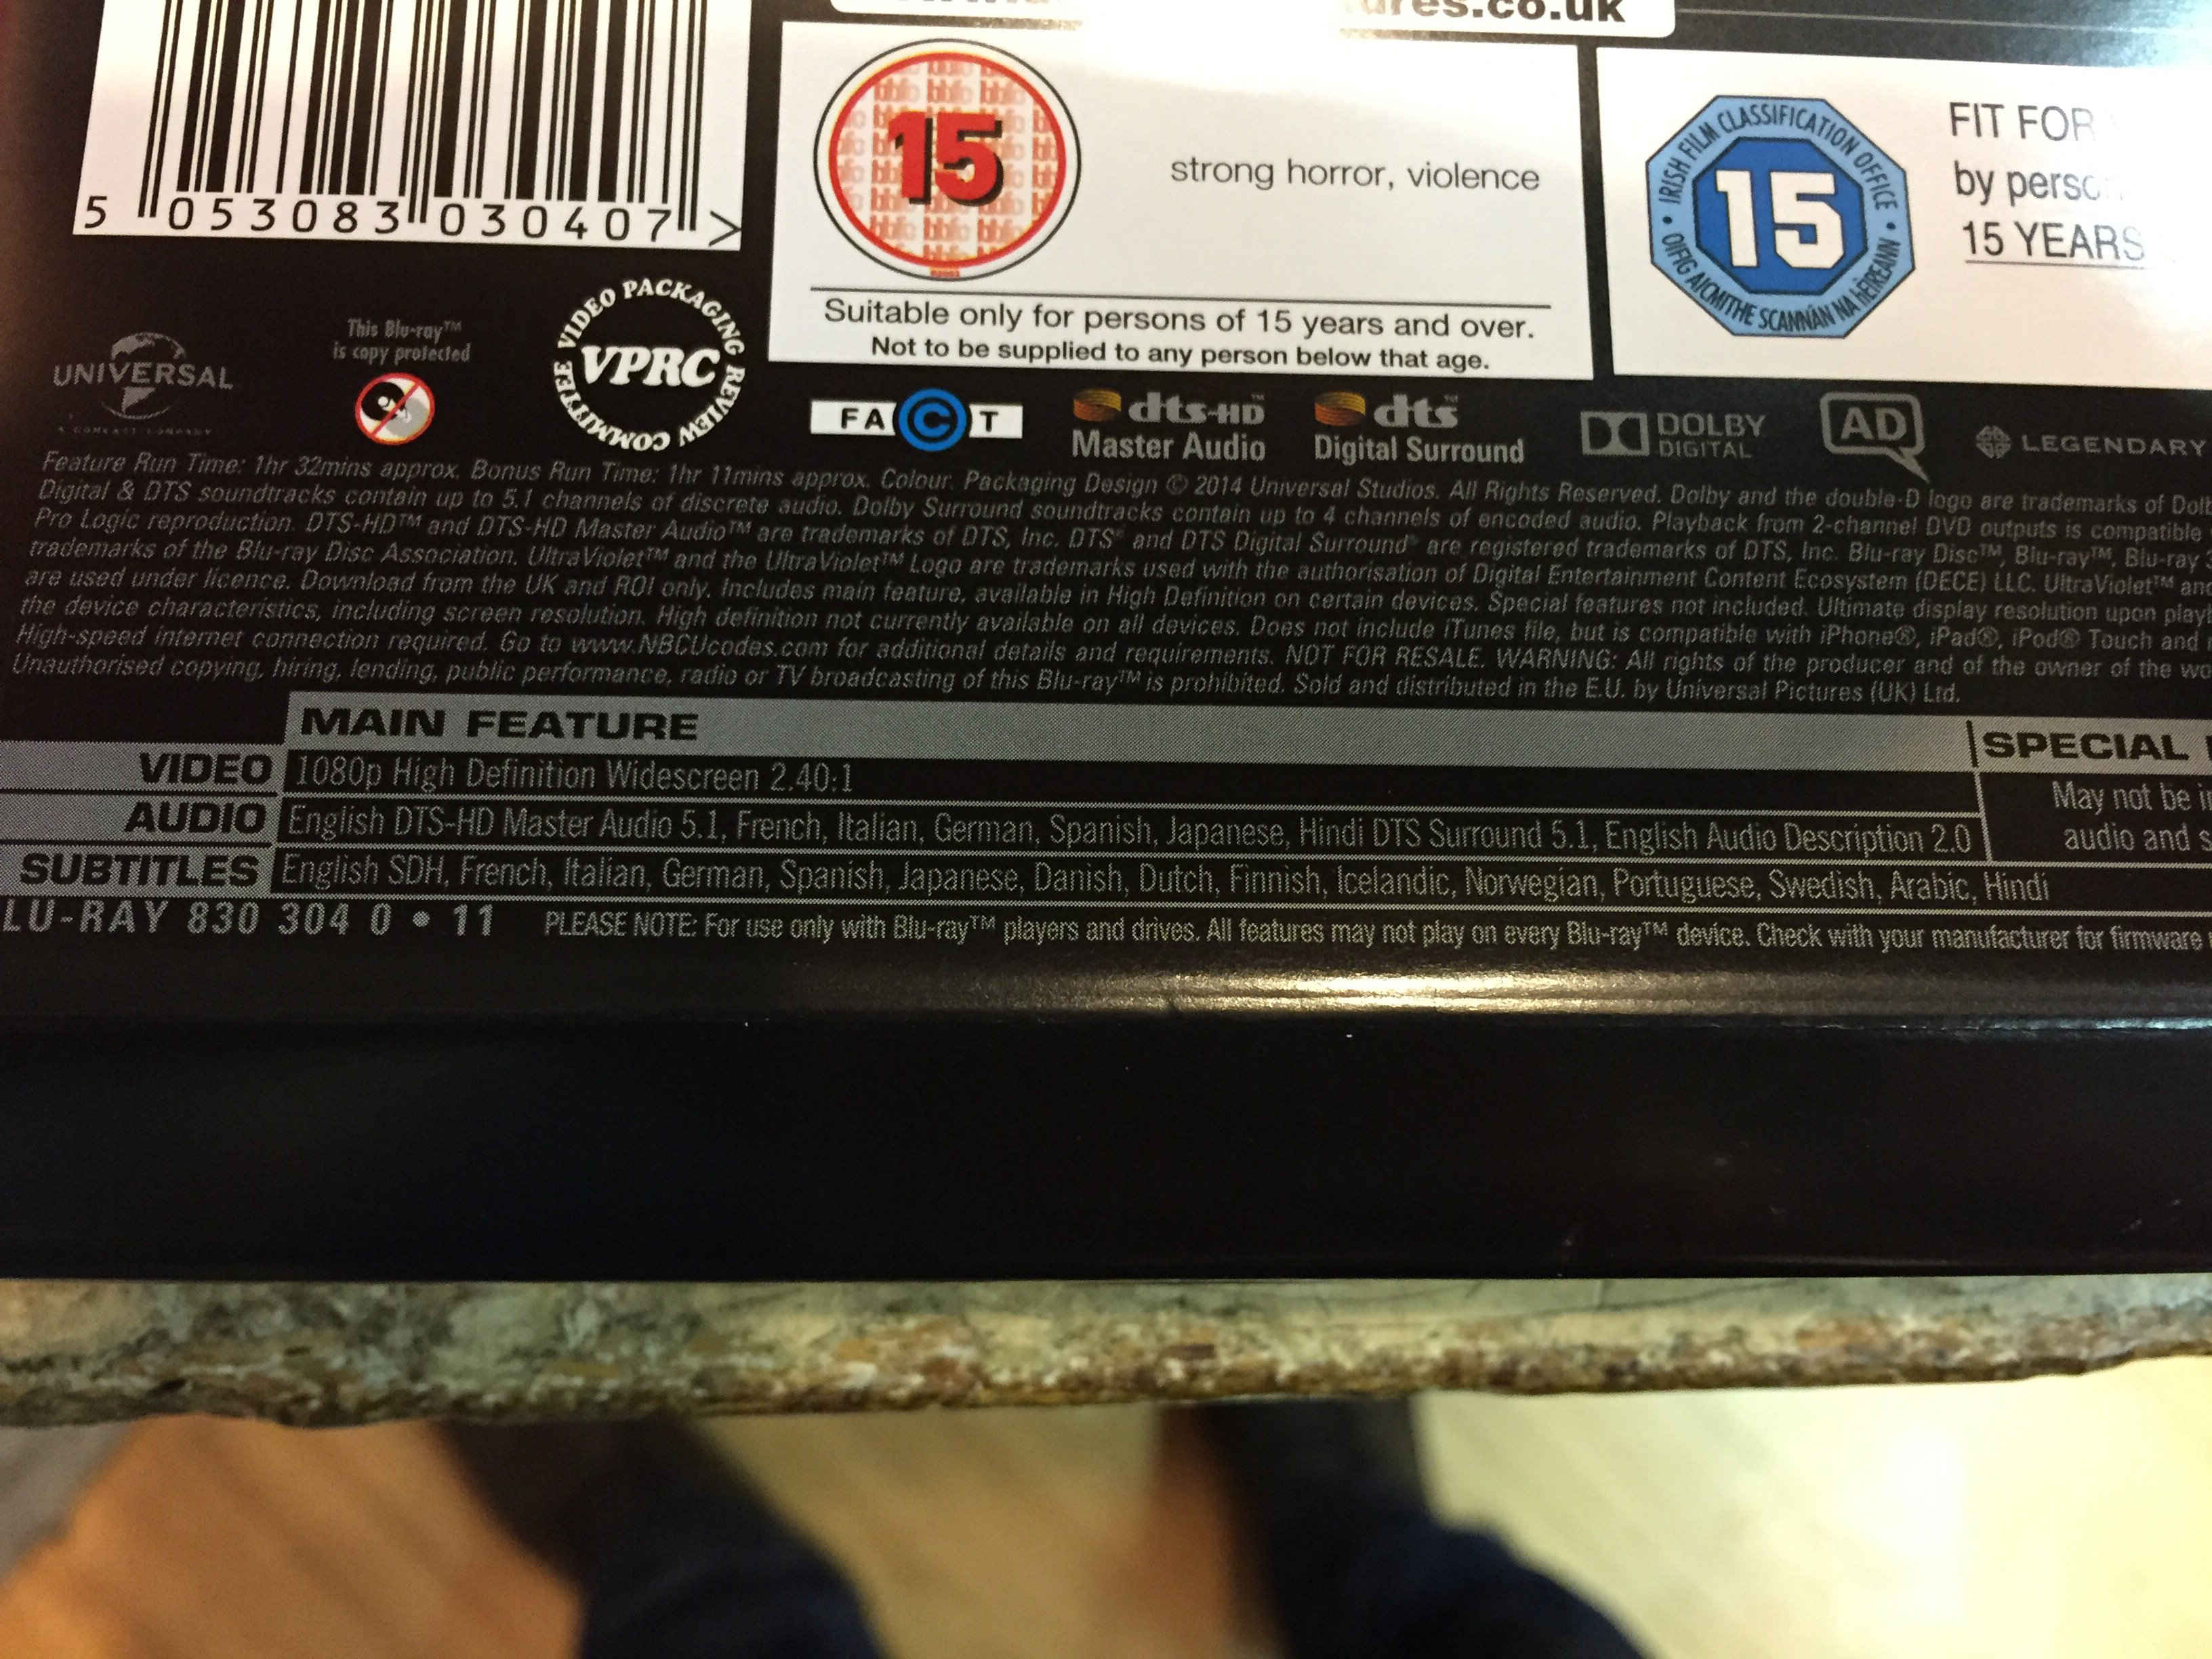 ures.co.uk
5 053083 030407 >
15
strong horror, violence
Suitable only for persons of 15 years and over.
Not to be supplied to any person below that age.
IRISH FILM CLASSIFICATION OFFICE
15
OIFIG AICMITHE SCANNÁN NA HÉIREANN
FIT FOR
by perso
15 YEARS
UNIVERSAL
A COMCAST COMPANY
This Blu-ray™
is copy protected
VIDEO PACKAGING REVIEW COMMITTEE
VPRC
FACT
dts-HD
Master Audio
dts
Digital Surround
DOLBY
DIGITAL
AD
LEGENDARY
Feature Run Time: 1hr 32mins approx. Bonus Run Time: 1hr 11mins approx. Colour. Packaging Design © 2014 Universal Studios. All Rights Reserved. Dolby and the double-D logo are trademarks of Dol
Digital & DTS soundtracks contain up to 5.1 channels of discrete audio. Dolby Surround soundtracks contain up to 4 channels of encoded audio. Playback from 2-channel DVD outputs is compatible
Pro Logic reproduction. DTS-HD™ and DTS-HD Master Audio™ are trademarks of DTS, Inc. DTS® and DTS Digital Surround® are registered trademarks of DTS, Inc. Blu-ray Disc™, Blu-ray™, Blu-ray
trademarks of the Blu-ray Disc Association. UltraViolet™ and the UltraViolet™ Logo are trademarks used with the authorisation of Digital Entertainment Content Ecosystem (DECE) LLC. UltraViolet™ an
are used under licence. Download from the UK and ROI only. Includes main feature, available in High Definition on certain devices. Special features not included. Ultimate display resolution upon play
the device characteristics, including screen resolution. High definition not currently available on all devices. Does not include iTunes file, but is compatible with iPhone®, iPad®, iPod® Touch and
High-speed internet connection required. Go to www.NBCUcodes.com for additional details and requirements. NOT FOR RESALE. WARNING: All rights of the producer and of the owner of the wo
Unauthorised copying, hiring, lending, public performance, radio or TV broadcasting of this Blu-ray™ is prohibited. Sold and distributed in the E.U. by Universal Pictures (UK) Ltd.
MAIN FEATURE
SPECIAL
VIDEO 1080p High Definition Widescreen 2.40:1
May not be i
AUDIO English DTS-HD Master Audio 5.1, French, Italian, German, Spanish, Japanese, Hindi DTS Surround 5.1, English Audio Description 2.0
audio and s
SUBTITLES English SDH, French, Italian, German, Spanish, Japanese, Danish, Dutch, Finnish, Icelandic, Norwegian, Portuguese, Swedish, Arabic, Hindi
LU-RAY 830 304 0 • 11 PLEASE NOTE: For use only with Blu-ray™ players and drives. All features may not play on every Blu-ray™ device. Check with your manufacturer for firmware